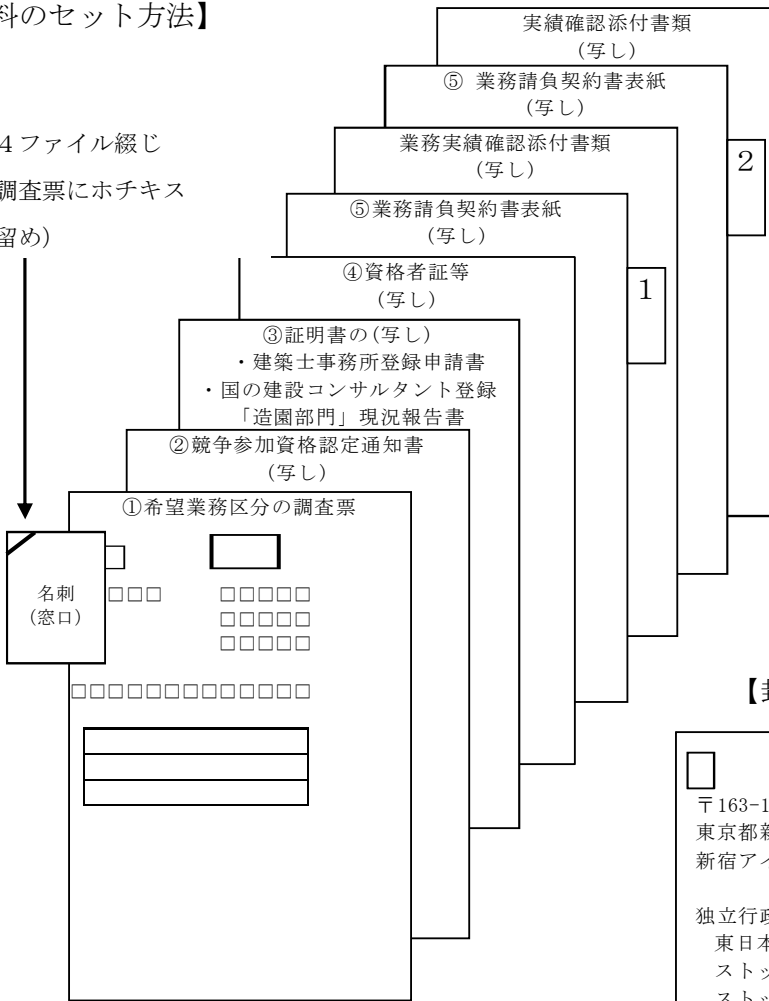 料のセット方法】
実績確認添付書類
(写し)
⑤ 業務請負契約書表紙
(写し)
2
4ファイル綴じ
調査票にホチキス
留め)
業務実績確認添付書類
(写し)
⑤業務請負契約書表紙
(写し)
1
④資格者証等
(写し)
③証明書の(写し)
・建築士事務所登録申請書
・国の建設コンサルタント登録
「造園部門」現況報告書
②競争参加資格認定通知書
(写し)
①希望業務区分の調査票
名刺
(窓口)
□□□
□□□□□
□□□□□
□□□□□
□□□□□□□□□□□□□
【
〒163-1
東京都新
新宿アイ
独立行政
東日本
ストッ
ストッ